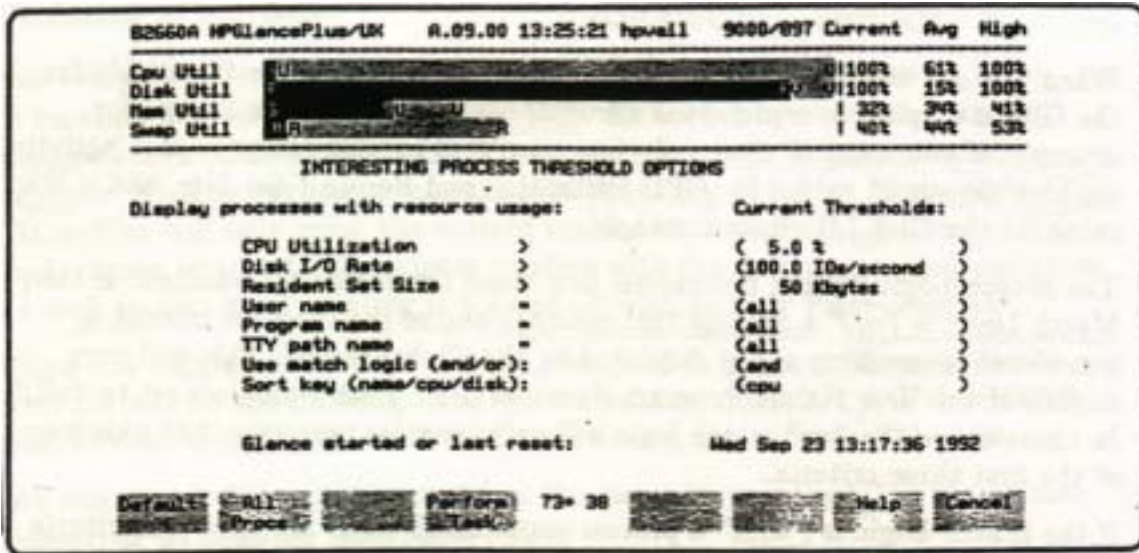 B2660A HPGlancePlus/UX A.09.00 13:25:21 hpuall 9000/897 Current Avg High
Cpu Util U U 100% 61% 100%
Disk Util U U 100% 15% 100%
Mem Util U U 32% 34% 41%
Swap Util U R R 40% 44% 53%
INTERESTING PROCESS THRESHOLD OPTIONS
Display processes with resource usage: Current Thresholds:
CPU Utilization > ( 5.0 % )
Disk I/O Rate > (100.0 IOs/second )
Resident Set Size > ( 50 Kbytes )
User name = (all )
Program name = (all )
TTY path name = (all )
Use match logic (and/or): (and )
Sort key (name/cpu/disk): (cpu )
Glance started or last reset: Wed Sep 23 13:17:36 1992
Default All Perform 73* 38 Help Cancel
Proces Task